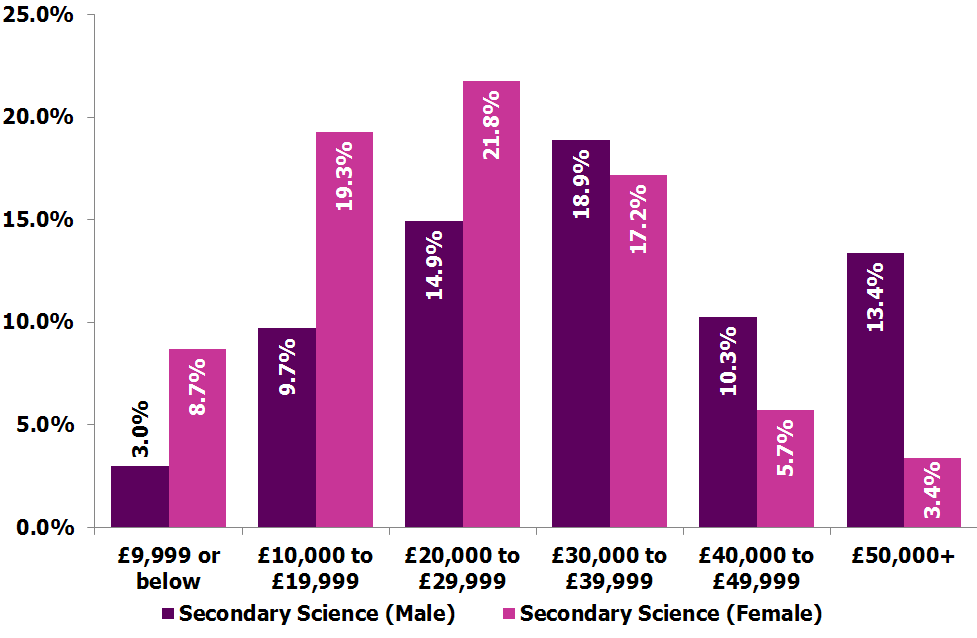 25.0%
20.0%
15.0%
10.0%
5.0%
0.0%
3.0%
8.7%
9.7%
19.3%
14.9%
21.8%
18.9%
17.2%
10.3%
5.7%
13.4%
3.4%
£9,999 or
below
£10,000 to
£19,999
£20,000 to
£29,999
£30,000 to
£39,999
£40,000 to
£49,999
£50,000+
Secondary Science (Male)
Secondary Science (Female)